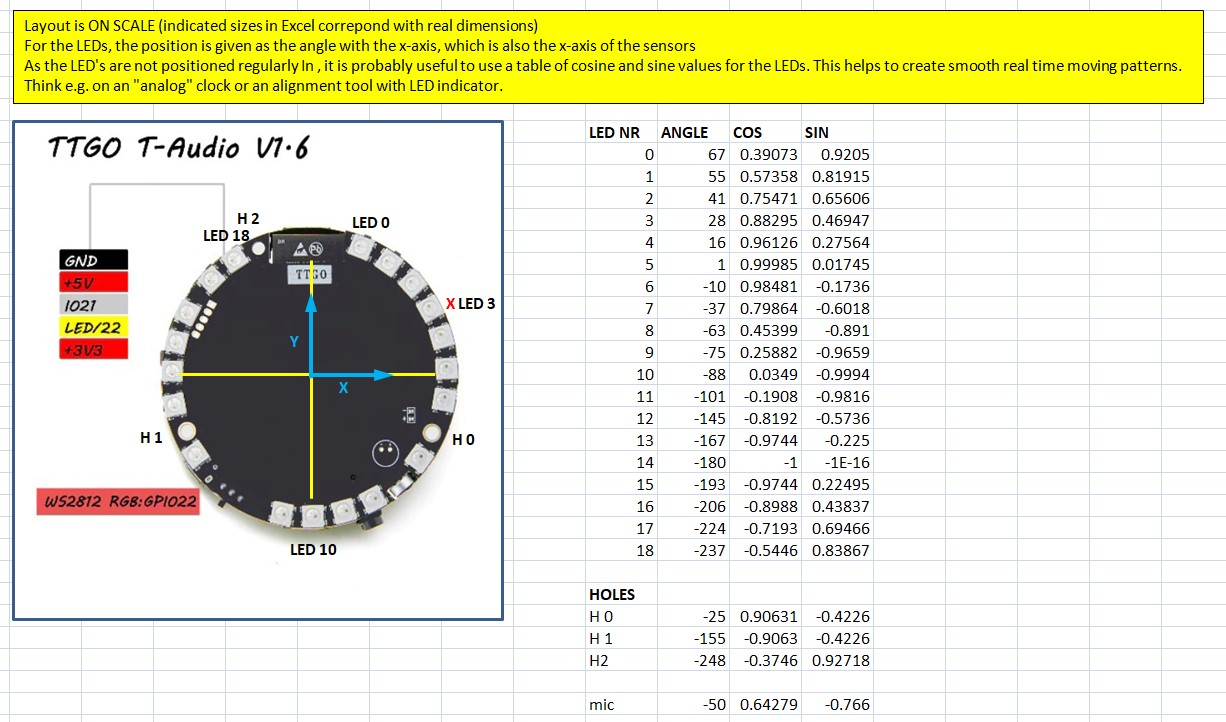 Layout is ON SCALE (indicated sizes in Excel correpond with real dimensions)
For the LEDs, the position is given as the angle with the x-axis, which is also the x-axis of the sensors
As the LED's are not positioned regularly In , it is probably useful to use a table of cosine and sine values for the LEDs. This helps to create smooth real time moving patterns.
Think e.g. on an "analog" clock or an alignment tool with LED indicator.
TTGO T-Audio V1.6
H 2
LED 18
LED 0
GND
+5V
IO21
LED/22
+3V3
TTGO
X LED 3
Y
X
H 1
H 0
WS2812 RGB:GPIO22
LED 10
LED NR ANGLE COS SIN
0 67 0.39073 0.9205
1 55 0.57358 0.81915
2 41 0.75471 0.65606
3 28 0.88295 0.46947
4 16 0.96126 0.27564
5 1 0.99985 0.01745
6 -10 0.98481 -0.1736
7 -37 0.79864 -0.6018
8 -63 0.45399 -0.891
9 -75 0.25882 -0.9659
10 -88 0.0349 -0.9994
11 -101 -0.1908 -0.9816
12 -145 -0.8192 -0.5736
13 -167 -0.9744 -0.225
14 -180 -1 -1E-16
15 -193 -0.9744 0.22495
16 -206 -0.8988 0.43837
17 -224 -0.7193 0.69466
18 -237 -0.5446 0.83867
HOLES
H 0 -25 0.90631 -0.4226
H 1 -155 -0.9063 -0.4226
H2 -248 -0.3746 0.92718
mic -50 0.64279 -0.766